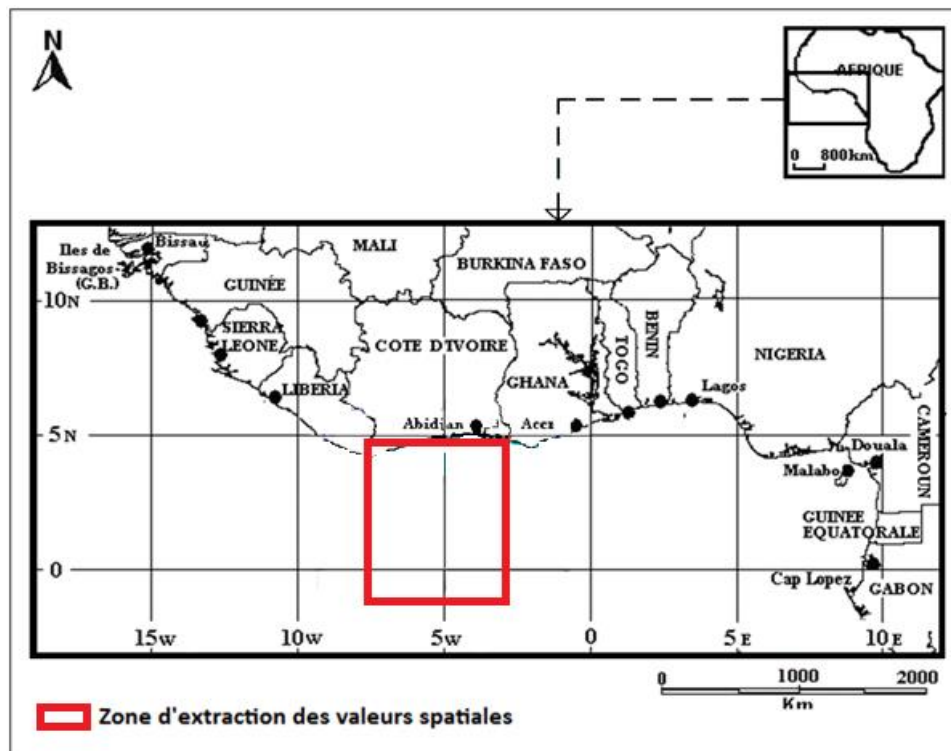 N
AFRIQUE
0 800km
Iles de
Bissagos
(G.B.)
Bissau
MALI
BURKINA FASO
GUINÉE
10N
SIERRA
LEONE
COTE D'IVOIRE
TOGO
BENIN
NIGERIA
GHANA
LIBERIA
Lagos
CAMEROUN
5N
Abidjan
Douala
Malabo
GUINEE
EQUATORALE
0
Cap Lopez
GABON
15W
10W
5W
0
5E
10E
0 1000 2000
Km
Zone d'extraction des valeurs spatiales